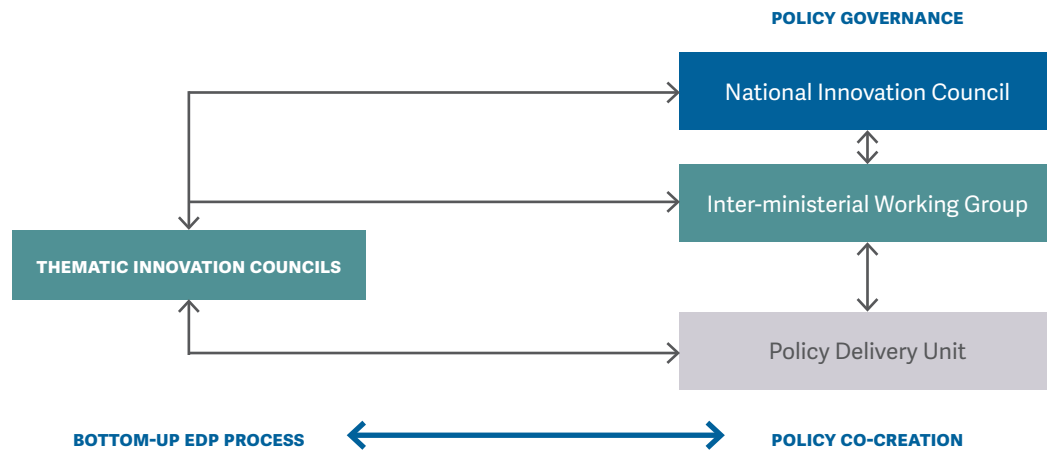 POLICY GOVERNANCE
National Innovation Council
Inter-ministerial Working Group
THEMATIC INNOVATION COUNCILS
Policy Delivery Unit
BOTTOM-UP EDP PROCESS
POLICY CO-CREATION